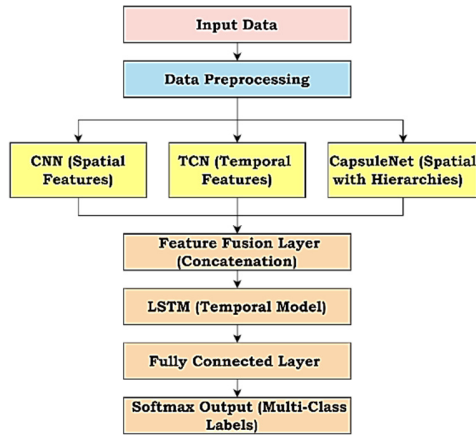 Input Data
Data Preprocessing
CNN (Spatial
Features)
TCN (Temporal
Features)
CapsuleNet (Spatial
with Hierarchies)
Feature Fusion Layer
(Concatenation)
LSTM (Temporal Model)
Fully Connected Layer
Softmax Output (Multi-Class
Labels)